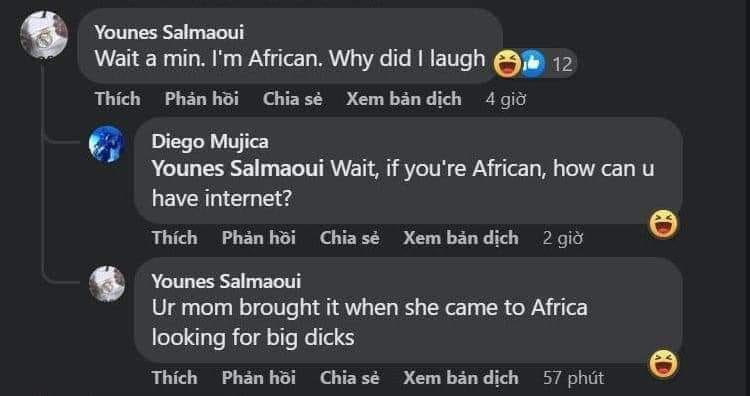 Younes Salmaoui
Wait a min. I'm African. Why did I laugh
12
Thích Phản hồi Chia sẻ Xem bản dịch 4 giờ
Diego Mujica
Younes Salmaoui Wait, if you're African, how can u
have internet?
Thích Phản hồi Chia sẻ Xem bản dịch 2 giờ
Younes Salmaoui
Ur mom brought it when she came to Africa
looking for big dicks
Thích Phản hồi Chia sẻ Xem bản dịch 57 phút